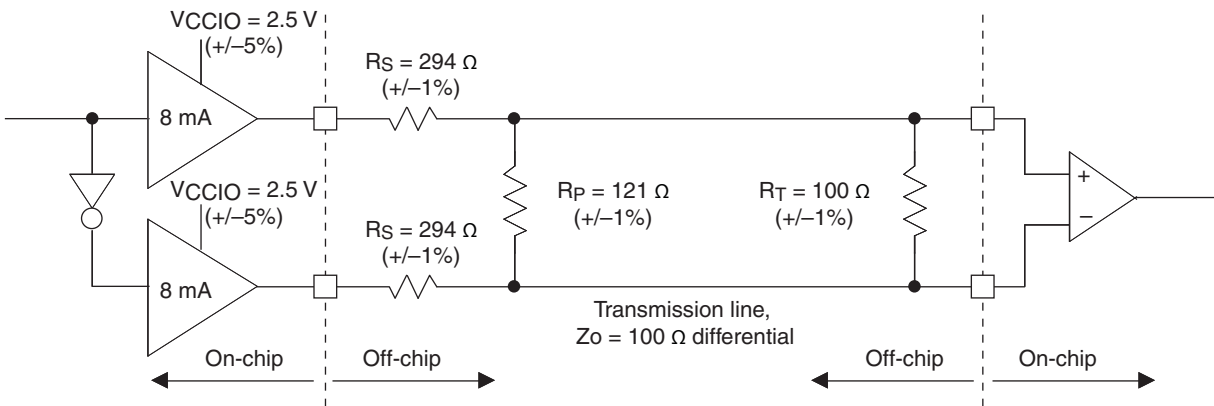 VCCIO = 2.5 V
(+/–5%)
8 mA
RS = 294 Ω
(+/–1%)
VCCIO = 2.5 V
(+/–5%)
8 mA
RS = 294 Ω
(+/–1%)
RP = 121 Ω
(+/–1%)
RT = 100 Ω
(+/–1%)
+
–
Transmission line,
Zo = 100 Ω differential
On-chip
Off-chip
Off-chip
On-chip